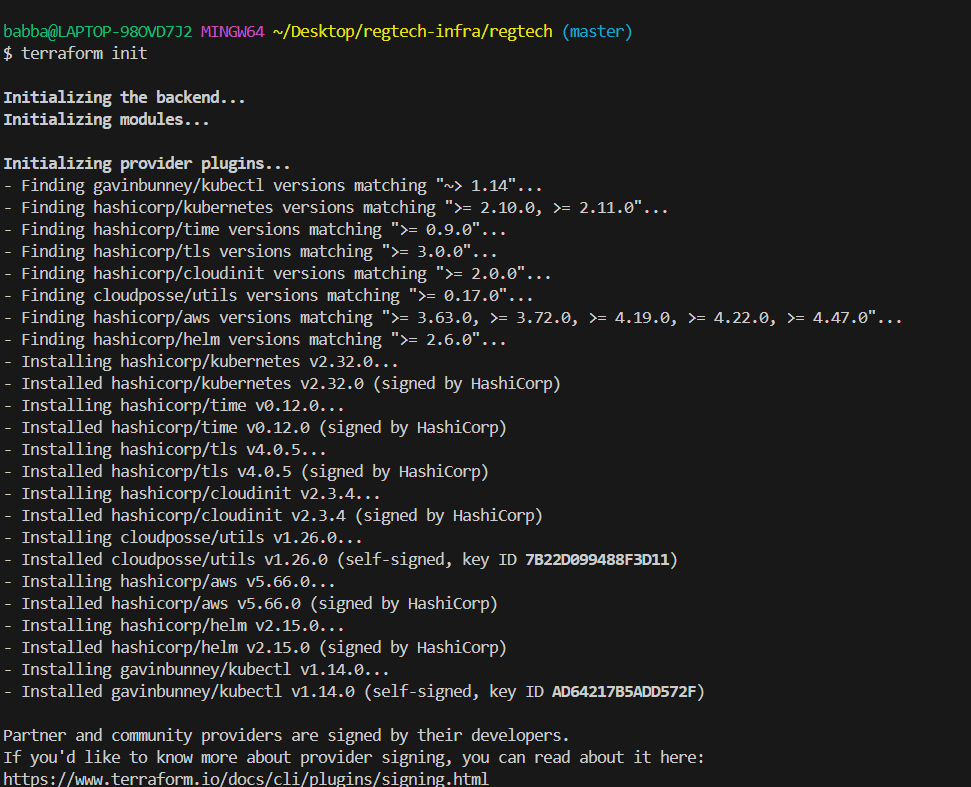 babba@LAPTOP-98OVD7J2 MINGW64 ~/Desktop/regtech-infra/regtech (master)
$ terraform init
Initializing the backend...
Initializing modules...
Initializing provider plugins...
- Finding gavinbunney/kubectl versions matching "~> 1.14"...
- Finding hashicorp/kubernetes versions matching ">= 2.10.0, >= 2.11.0"...
- Finding hashicorp/time versions matching ">= 0.9.0"...
- Finding hashicorp/tls versions matching ">= 3.0.0"...
- Finding hashicorp/cloudinit versions matching ">= 2.0.0"...
- Finding cloudposse/utils versions matching ">= 0.17.0"...
- Finding hashicorp/aws versions matching ">= 3.63.0, >= 3.72.0, >= 4.19.0, >= 4.22.0, >= 4.47.0"...
- Finding hashicorp/helm versions matching ">= 2.6.0"...
- Installing hashicorp/kubernetes v2.32.0...
- Installed hashicorp/kubernetes v2.32.0 (signed by HashiCorp)
- Installing hashicorp/time v0.12.0...
- Installed hashicorp/time v0.12.0 (signed by HashiCorp)
- Installing hashicorp/tls v4.0.5...
- Installed hashicorp/tls v4.0.5 (signed by HashiCorp)
- Installing hashicorp/cloudinit v2.3.4...
- Installed hashicorp/cloudinit v2.3.4 (signed by HashiCorp)
- Installing cloudposse/utils v1.26.0...
- Installed cloudposse/utils v1.26.0 (self-signed, key ID 7B22D099488F3D11)
- Installing hashicorp/aws v5.66.0...
- Installed hashicorp/aws v5.66.0 (signed by HashiCorp)
- Installing hashicorp/helm v2.15.0...
- Installed hashicorp/helm v2.15.0 (signed by HashiCorp)
- Installing gavinbunney/kubectl v1.14.0...
- Installed gavinbunney/kubectl v1.14.0 (self-signed, key ID AD64217B5ADD572F)
Partner and community providers are signed by their developers.
If you'd like to know more about provider signing, you can read about it here:
https://www.terraform.io/docs/cli/plugins/signing.html